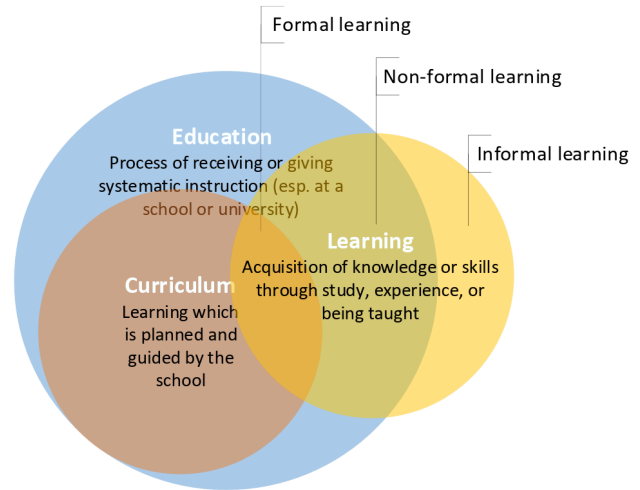 Formal learning
Non-formal learning
Informal learning
Education
Process of receiving or giving
systematic instruction (esp. at a
school or university)
Learning
Acquisition of knowledge or skills
through study, experience, or
being taught
Curriculum
Learning which
is planned and
guided by the
school